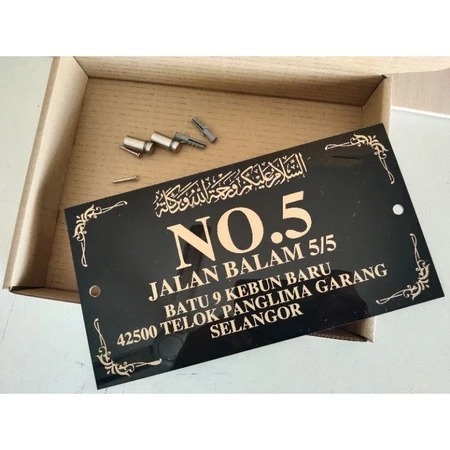 السلام عليكم ورحمة الله وبركاته
NO.5
JALAN BALAM 5/5
BATU 9 KEBUN BARU
42500 TELOK PANGLIMA GARANG
SELANGOR